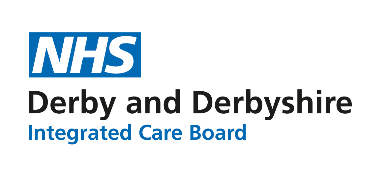 NHS
Derby and Derbyshire
Integrated Care Board